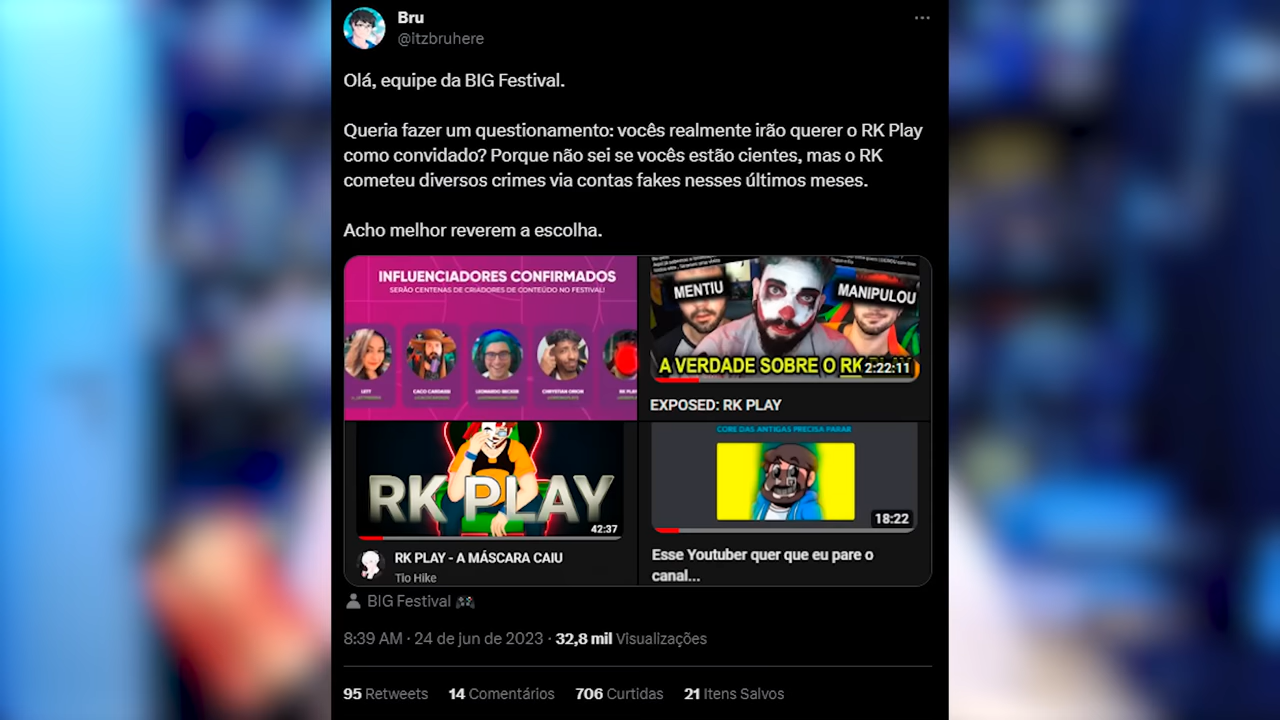 Bru
@itzbruhere
Olá, equipe da BIG Festival.
Queria fazer um questionamento: vocês realmente irão querer o RK Play
como convidado? Porque não sei se vocês estão cientes, mas o RK
cometeu diversos crimes via contas fakes nesses últimos meses.
Acho melhor reverem a escolha.
INFLUENCIADORES CONFIRMADOS
SERÃO CENTENAS DE CRIADORES DE CONTEÚDO NO FESTIVAL!
MENTIU
MANIPULOU
A VERDADE SOBRE O RK
2:22:11
EXPOSED: RK PLAY
RK PLAY
42:37
RK PLAY - A MÁSCARA CAIU
Tio Hike
CORE DAS ANTIGAS PRECISA PARAR
18:22
Esse Youtuber quer que eu pare o
canal...
BIG Festival
8:39 AM · 24 de jun de 2023 · 32,8 mil Visualizações
95 Retweets 14 Comentários 706 Curtidas 21 Itens Salvos